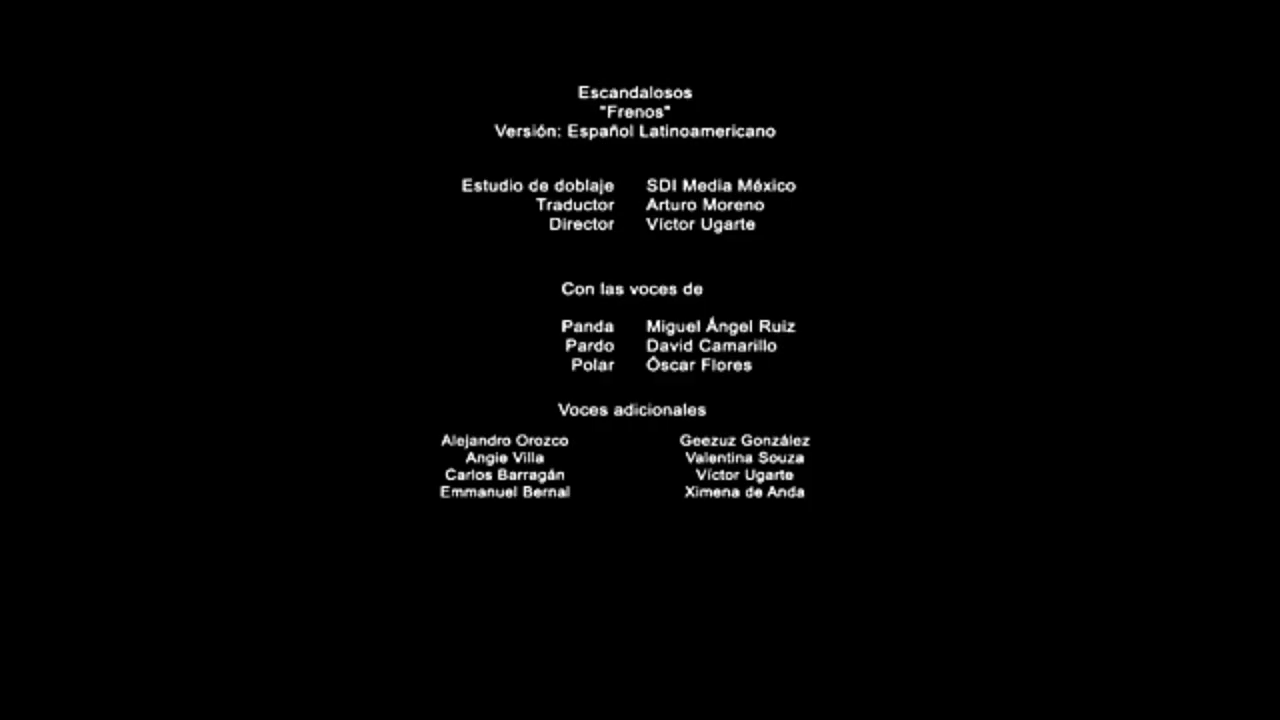 Escandalosos
"Frenos"
Versión: Español Latinoamericano
Estudio de doblaje SDI Media México
Traductor Arturo Moreno
Director Víctor Ugarte
Con las voces de
Panda Miguel Ángel Ruiz
Pardo David Camarillo
Polar Óscar Flores
Voces adicionales
Alejandro Orozco Geezuz González
Angie Villa Valentina Souza
Carlos Barragán Víctor Ugarte
Emmanuel Bernal Ximena de Anda